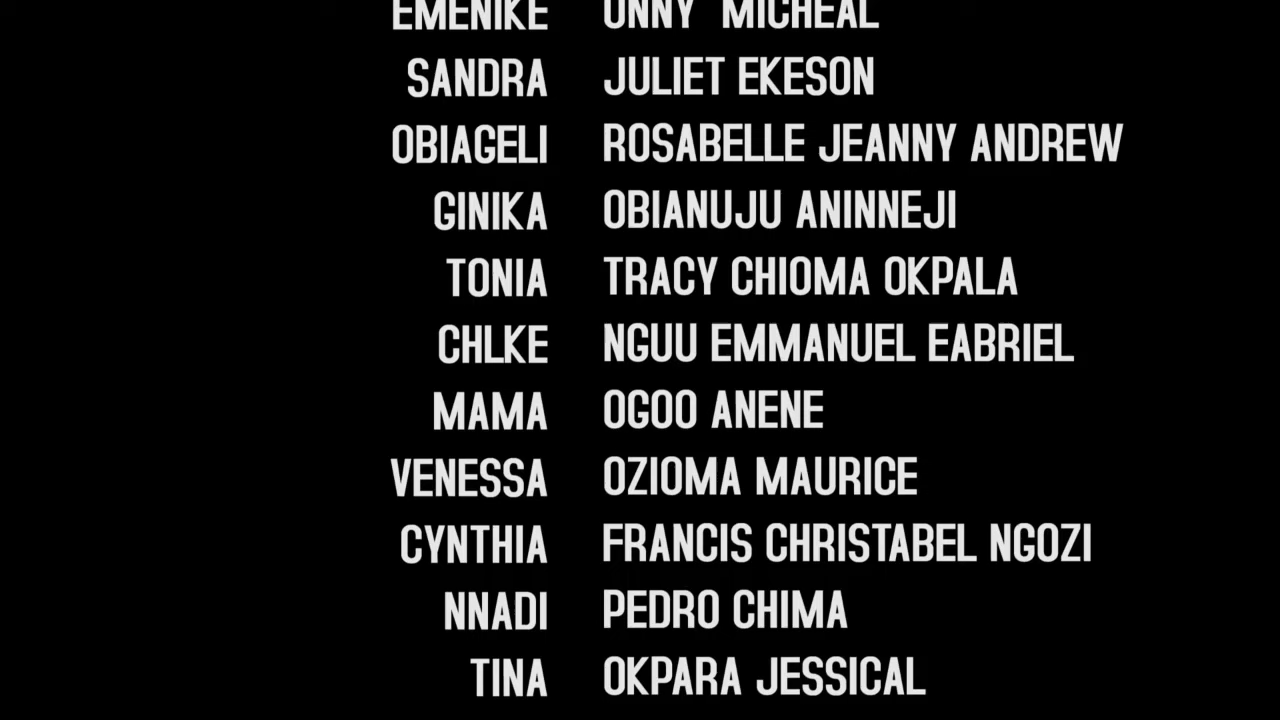 EMENIKE ONNY MICHEAL
SANDRA JULIET EKESON
OBIAGELI ROSABELLE JEANNY ANDREW
GINIKA OBIANUJU ANINNEJI
TONIA TRACY CHIOMA OKPALA
CHLKE NGUU EMMANUEL EABRIEL
MAMA OGOO ANENE
VENESSA OZIOMA MAURICE
CYNTHIA FRANCIS CHRISTABEL NGOZI
NNADI PEDRO CHIMA
TINA OKPARA JESSICAL